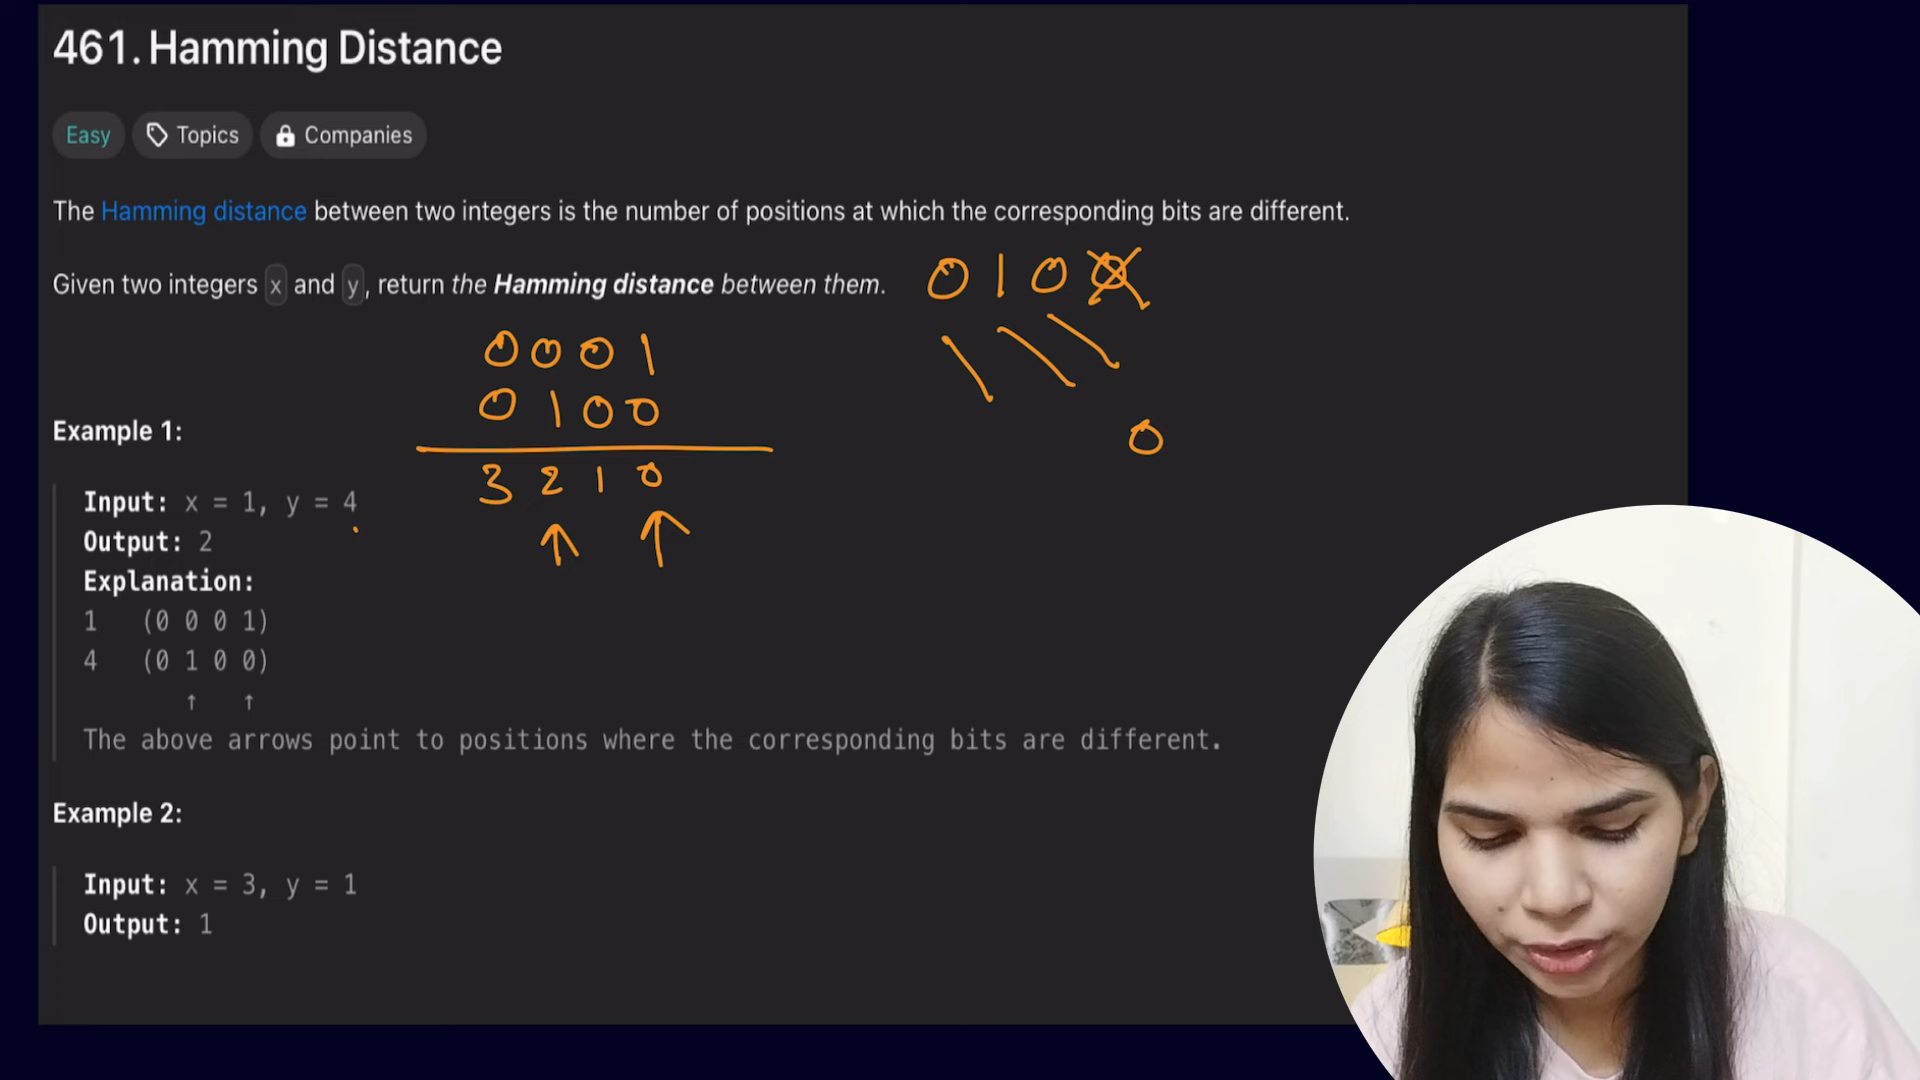 461. Hamming Distance
Easy Topics Companies
The Hamming distance between two integers is the number of positions at which the corresponding bits are different.
Given two integers x and y, return the Hamming distance between them.
0 1 0 0
0 0 0 1
0 1 0 0
0
3 2 1 0
Example 1:
Input: x = 1, y = 4
Output: 2
Explanation:
1 (0 0 0 1)
4 (0 1 0 0)
↑ ↑
The above arrows point to positions where the corresponding bits are different.
Example 2:
Input: x = 3, y = 1
Output: 1